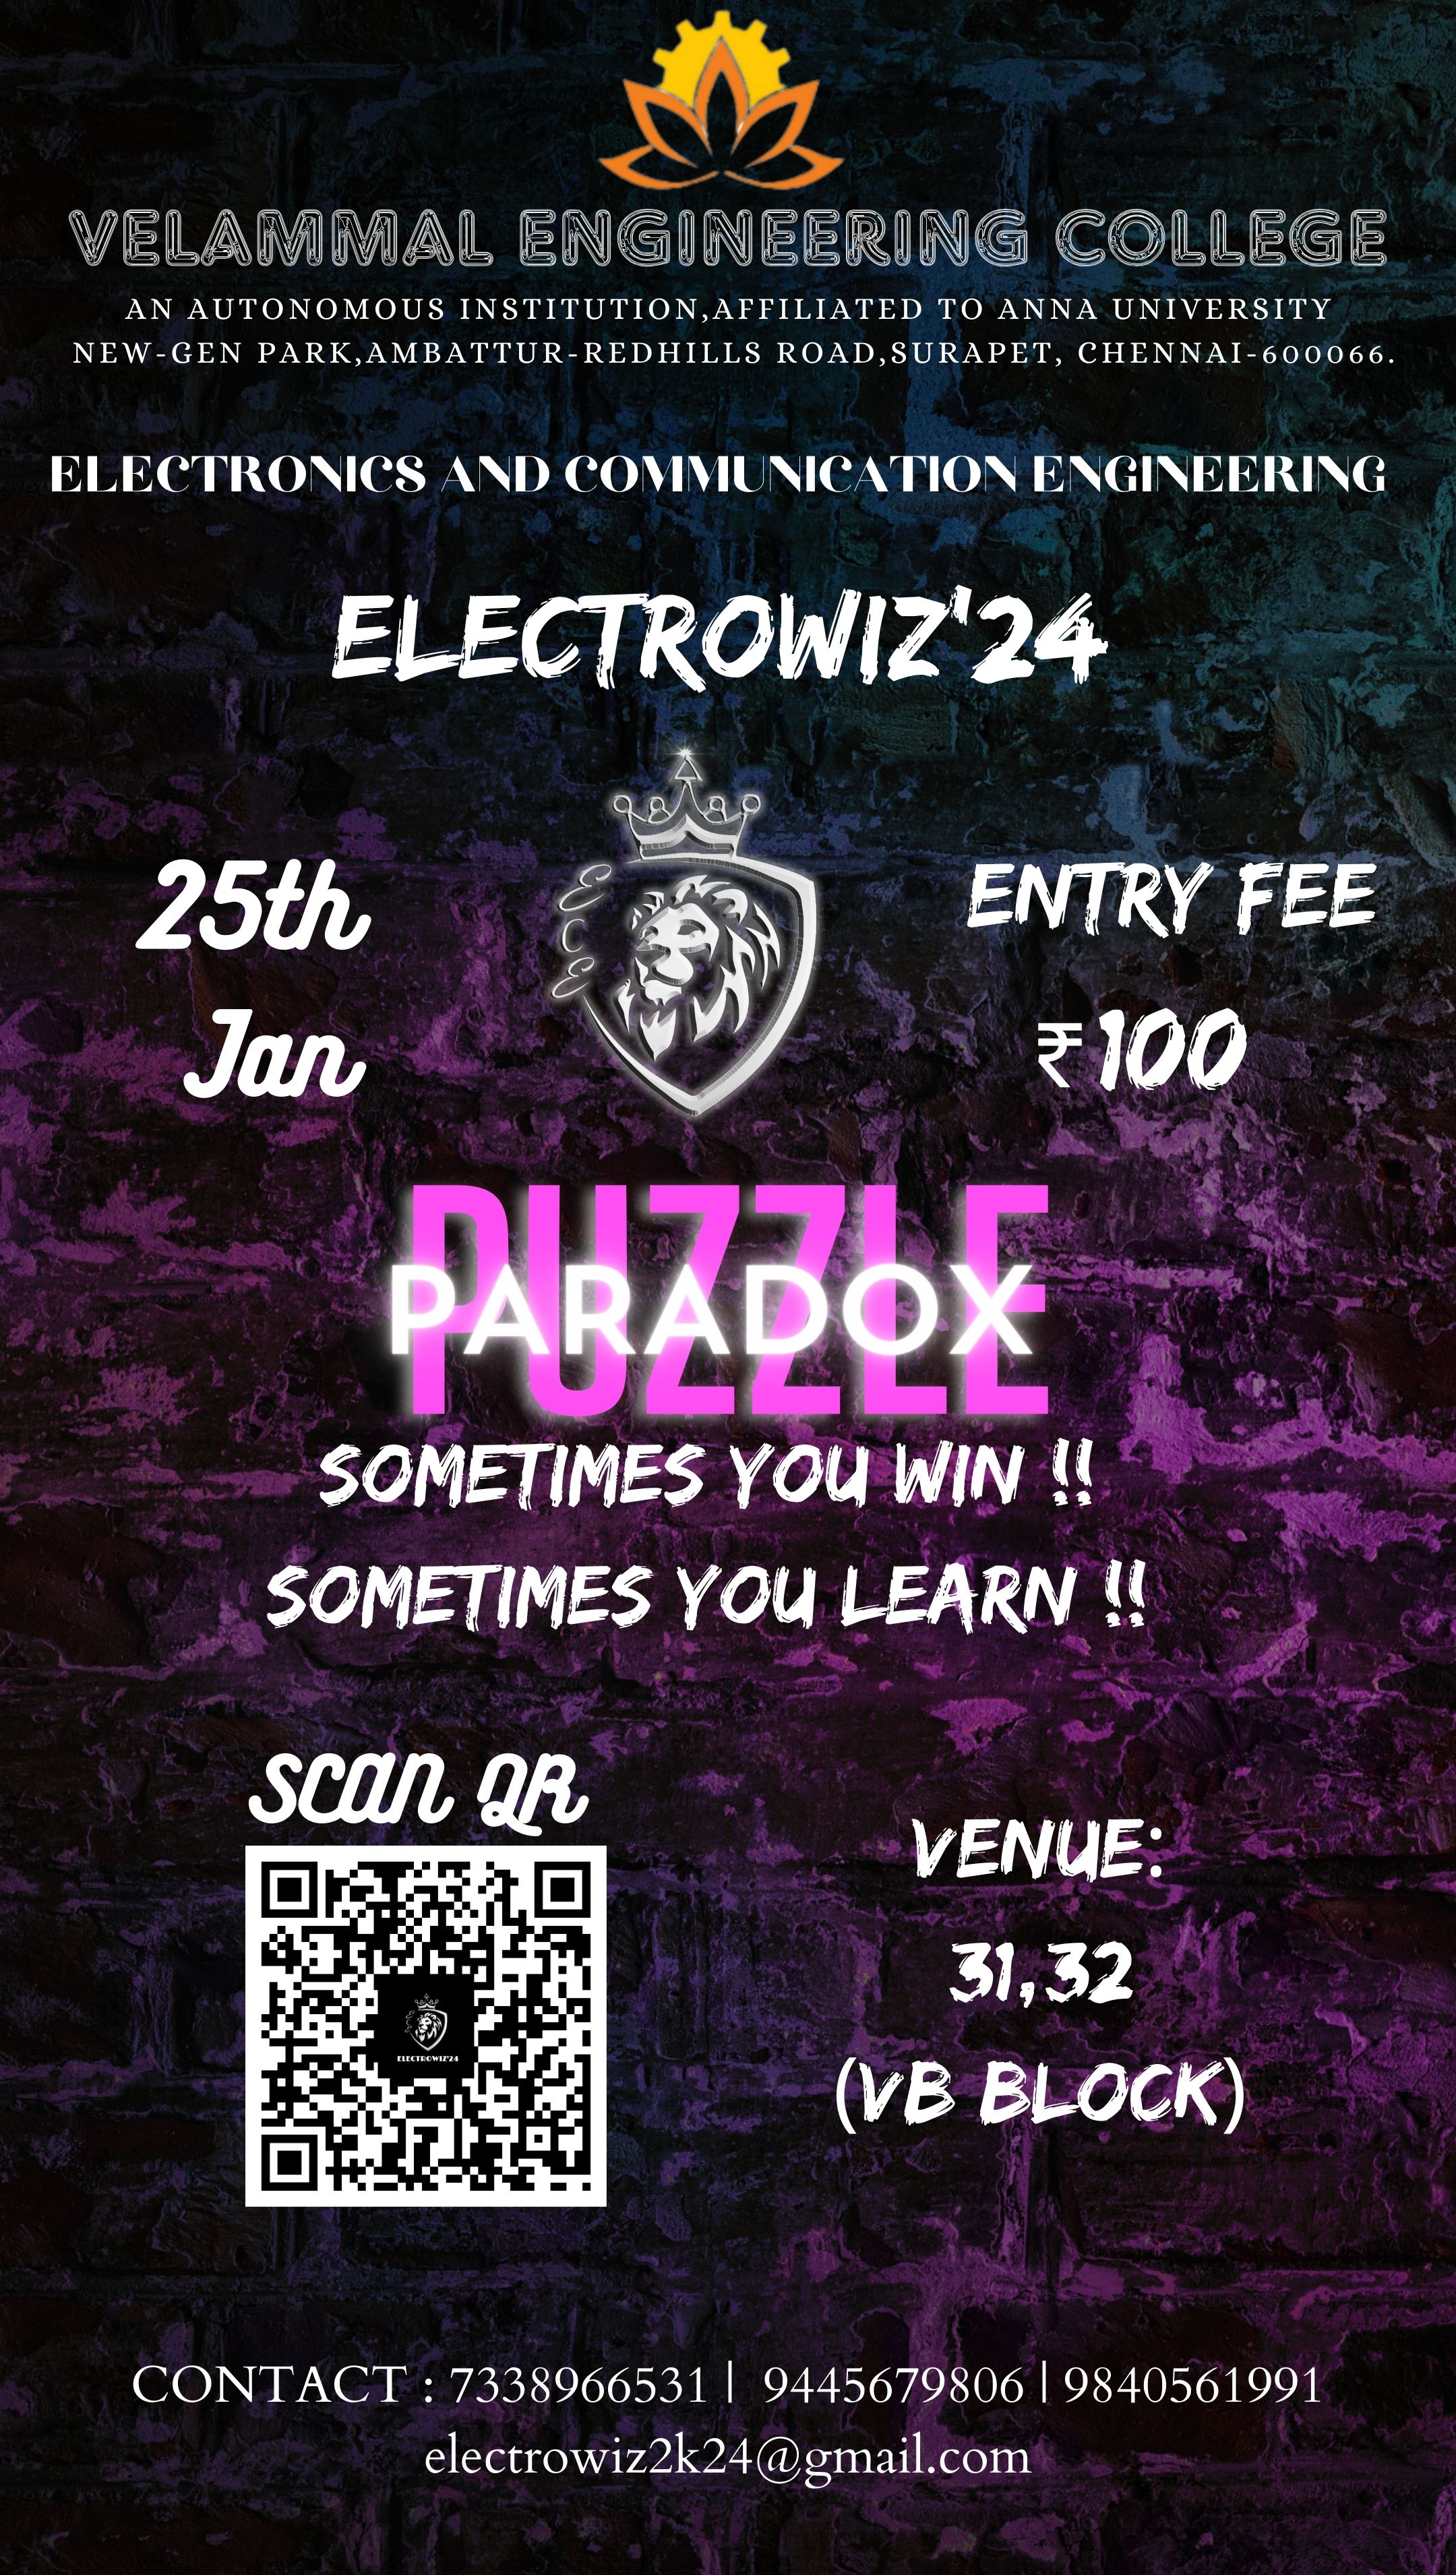 VELAMMAL ENGINEERING COLLEGE
AN AUTONOMOUS INSTITUTION,AFFILIATED TO ANNA UNIVERSITY
NEW-GEN PARK,AMBATTUR-REDHILLS ROAD,SURAPET, CHENNAI-600066.
ELECTRONICS AND COMMUNICATION ENGINEERING
ELECTROWIZ'24
25th
Jan
ECE
ENTRY FEE
₹100
PUZZLE
PARADOX
SOMETIMES YOU WIN !!
SOMETIMES YOU LEARN !!
SCAN QR
ELECTROWIZ'24
VENUE:
31,32
(VB BLOCK)
CONTACT : 7338966531 | 9445679806 | 9840561991
electrowiz2k24@gmail.com